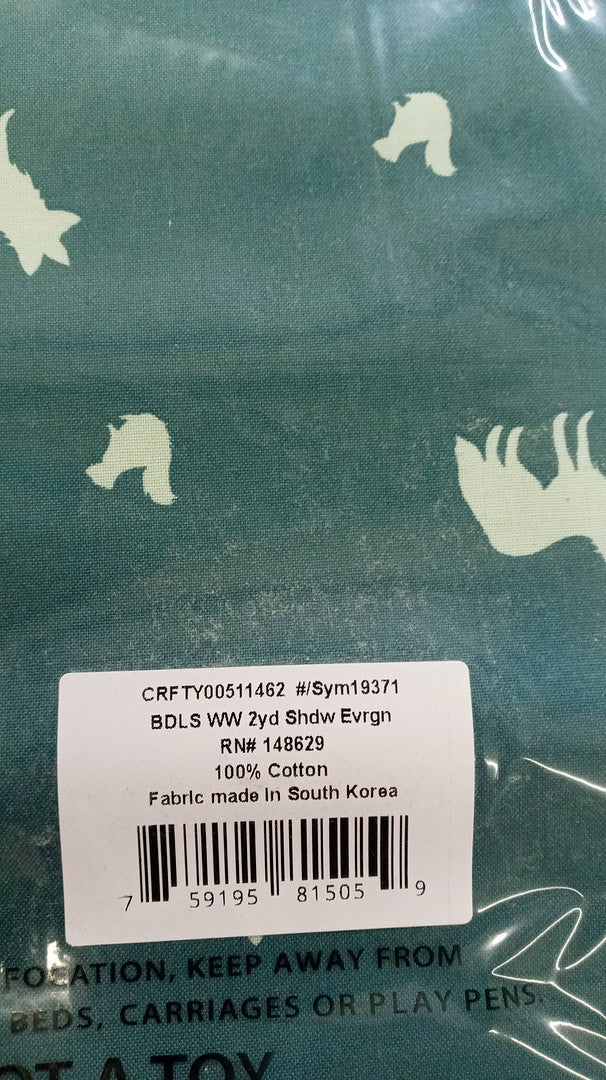 CRFTY00511462 #/Sym19371
BDLS WW 2yd Shdw Evrgn
RN# 148629
100% Cotton
Fabric made In South Korea
7 59195 81505 9
FOCATION, KEEP AWAY FROM
BEDS, CARRIAGES OR PLAY PENS.
OT A TOY